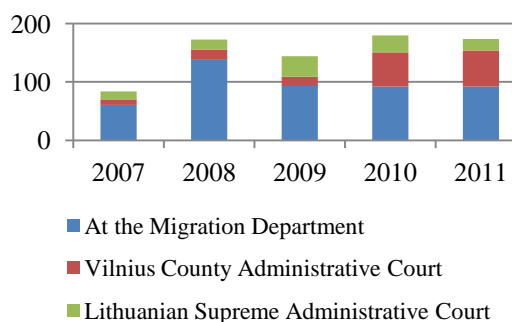 200
100
0
2007 2008 2009 2010 2011
At the Migration Department
Vilnius County Administrative Court
Lithuanian Supreme Administrative Court